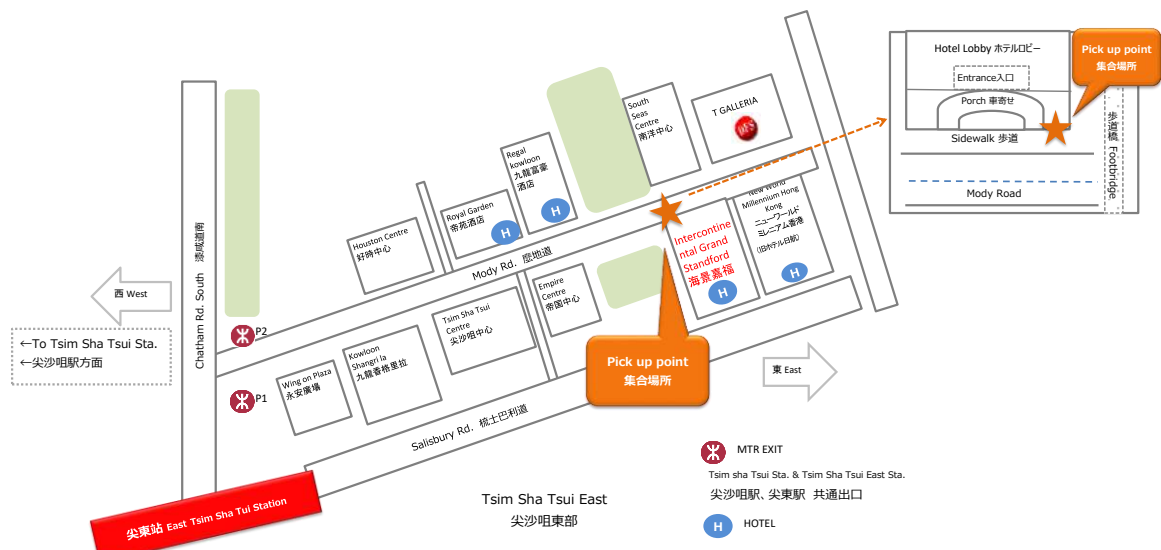 Hotel Lobby ホテルロビー
Entrance入口
Porch 車寄せ
Sidewalk 歩道
Mody Road
歩道橋 Footbridge
Pick up point
集合場所
T GALLERIA
DFS
South
Seas
Centre
南洋中心
Regal
kowloon
九龍富豪
酒店
H
Royal Garden
帝苑酒店
H
Houston Centre
好時中心
Mody Rd. 麼地道
New World
Millennium Hong
Kong
ニューワールド
ミレニアム香港
(旧ホテル日航)
H
Intercontine
ntal Grand
Standford
海景嘉福
H
Empire
Centre
帝国中心
Tsim Sha Tsui
Centre
尖沙咀中心
Kowloon
Shangri la
九龍香格里拉
Wing on Plaza
永安廣場
Chatham Rd. South 漆咸道南
西 West
←To Tsim Sha Tsui Sta.
←尖沙咀駅方面
P2
P1
Salisbury Rd. 梳士巴利道
Pick up point
集合場所
東 East
尖東站 East Tsim Sha Tui Station
Tsim Sha Tsui East
尖沙咀東部
MTR EXIT
Tsim sha Tsui Sta. & Tsim Sha Tsui East Sta.
尖沙咀駅、尖東駅 共通出口
H HOTEL